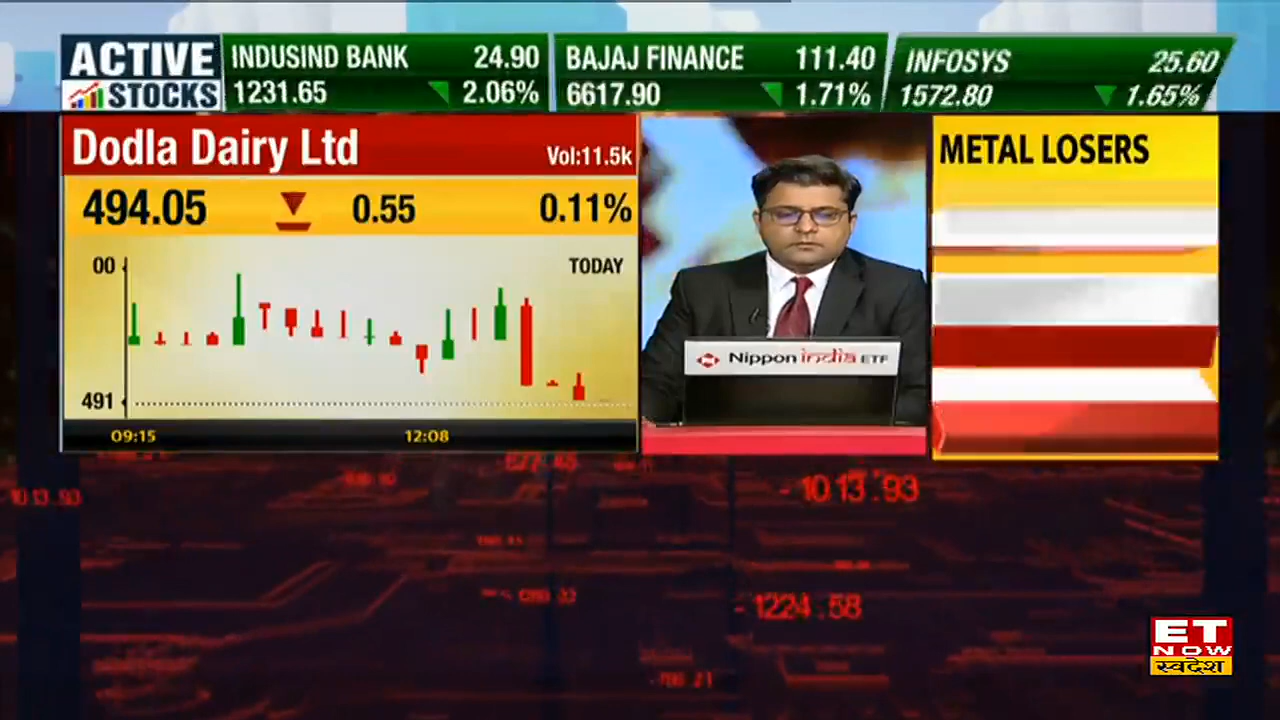 ACTIVE STOCKS
INDUSIND BANK 24.90
1231.65 2.06%
BAJAJ FINANCE 111.40
6617.90 1.71%
INFOSYS 25.60
1572.80 1.65%
Dodla Dairy Ltd Vol:11.5k
494.05 0.55 0.11%
00 TODAY
491
09:15 12:08
Nippon india ETF
METAL LOSERS
1013.93
- 1013.93
- 1224.58
ET
NOW
स्वदेश